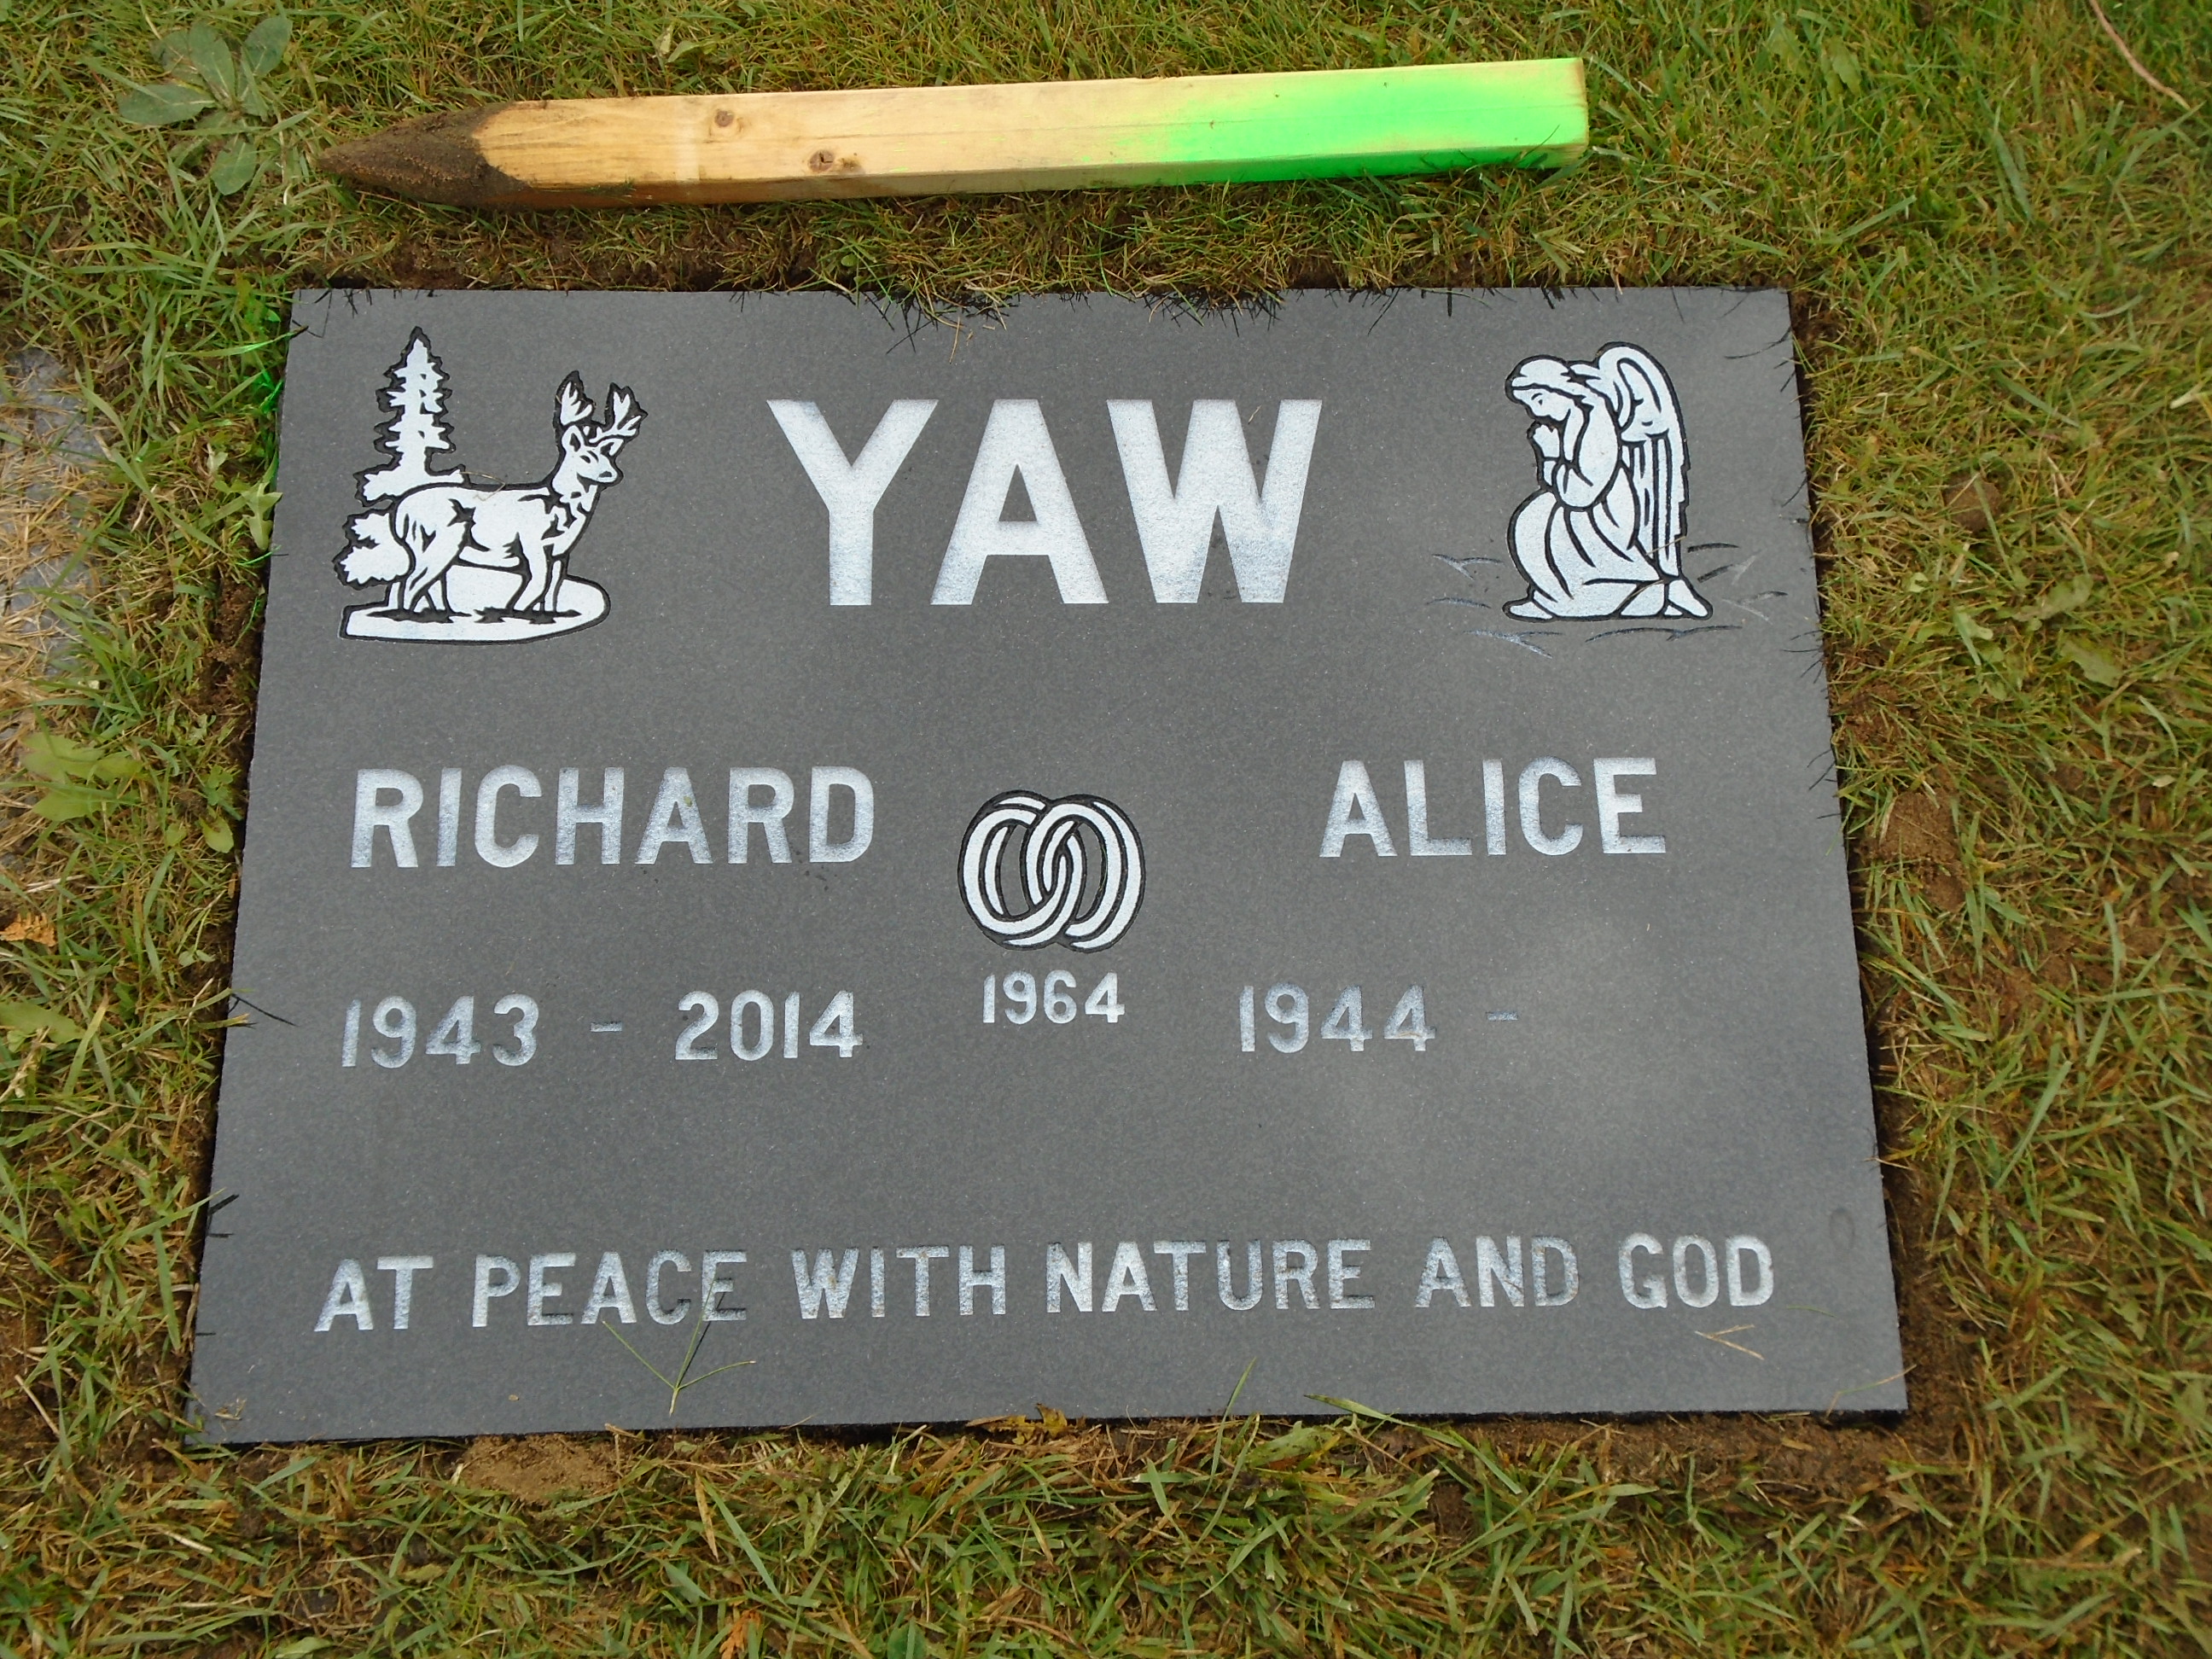 YAW
RICHARD ALICE
1943 - 2014 1964 1944 -
AT PEACE WITH NATURE AND GOD